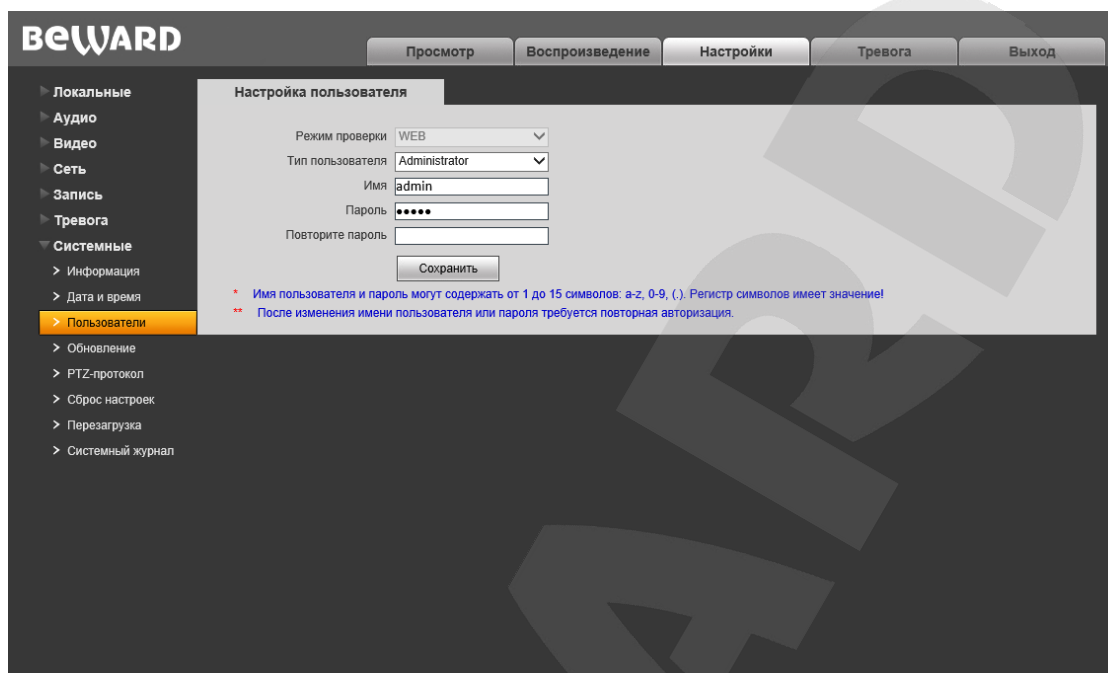 BEWARD
Просмотр Воспроизведение Настройки Тревога Выход
Локальные
Аудио
Видео
Сеть
Запись
Тревога
Системные
> Информация
> Дата и время
> Пользователи
> Обновление
> PTZ-протокол
> Сброс настроек
> Перезагрузка
> Системный журнал
Настройка пользователя
Режим проверки WEB
Тип пользователя Administrator
Имя admin
Пароль •••••
Повторите пароль
Сохранить
* Имя пользователя и пароль могут содержать от 1 до 15 символов: a-z, 0-9, (.). Регистр символов имеет значение!
** После изменения имени пользователя или пароля требуется повторная авторизация.
ARD